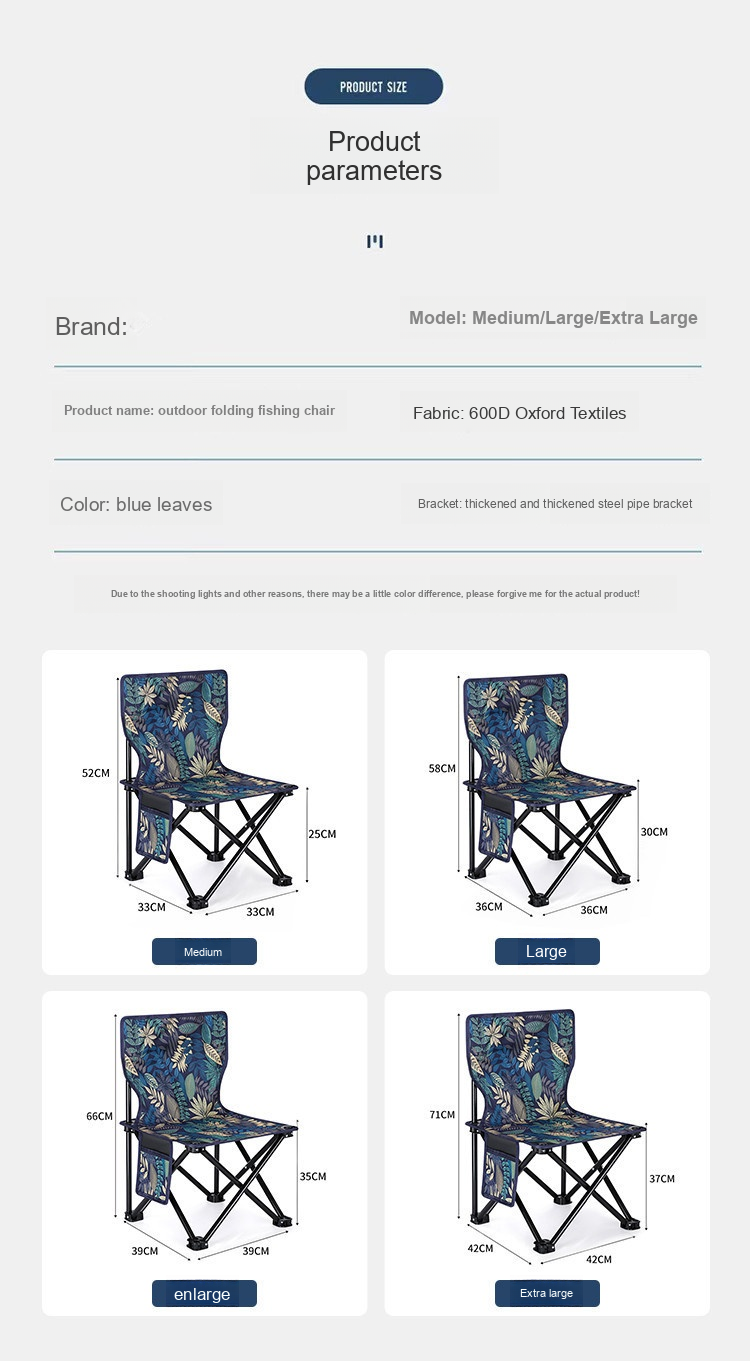 PRODUCT SIZE
Product
parameters
Brand:
Model: Medium/Large/Extra Large
Product name: outdoor folding fishing chair
Fabric: 600D Oxford Textiles
Color: blue leaves
Bracket: thickened and thickened steel pipe bracket
Due to the shooting lights and other reasons, there may be a little color difference, please forgive me for the actual product!
52CM
25CM
33CM
33CM
Medium
58CM
30CM
36CM
36CM
Large
66CM
35CM
39CM
39CM
enlarge
71CM
37CM
42CM
42CM
Extra large